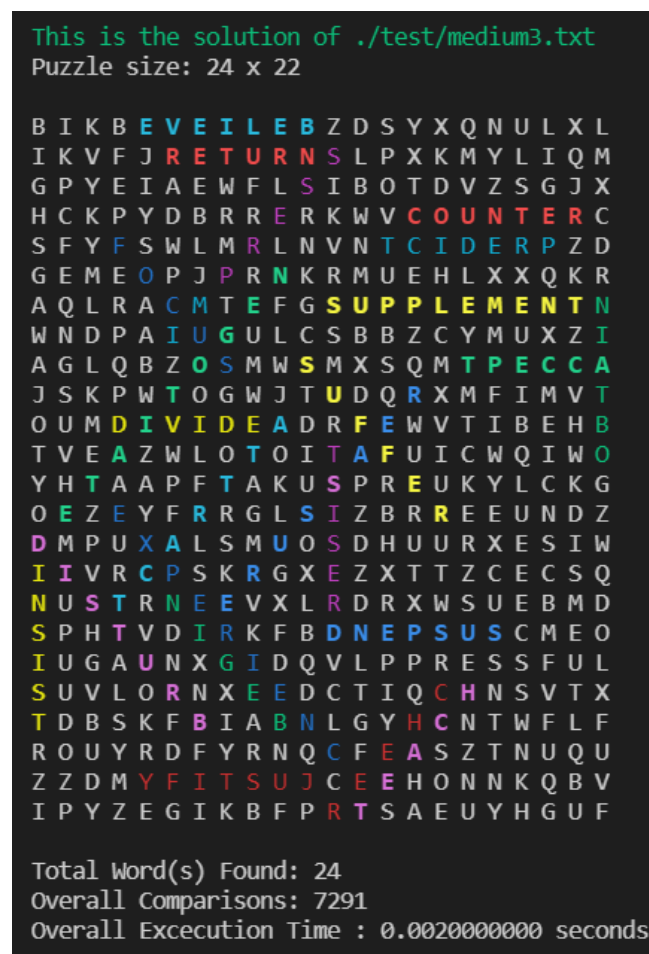 This is the solution of ./test/medium3.txt
Puzzle size: 24 x 22
B I K B E V E I L E B Z D S Y X Q N U L X L
I K V F J R E T U R N S L P X K M Y L I Q M
G P Y E I A E W F L S I B O T D V Z S G J X
H C K P Y D B R R E R K W V C O U N T E R C
S F Y F S W L M R L N V N T C I D E R P Z D
G E M E O P J P R N K R M U E H L X X Q K R
A Q L R A C M T E F G S U P P L E M E N T N
W N D P A I U G U L C S B B Z C Y M U X Z I
A G L Q B Z O S M W S M X S Q M T P E C C A
J S K P W T O G W J T U D Q R X M F I M V T
O U M D I V I D E A D R F E W V T I B E H B
T V E A Z W L O T O I T A F U I C W Q I W O
Y H T A A P F T A K U S P R E U K Y L C K G
O E Z E Y F R R G L S I Z B R R E E U N D Z
D M P U X A L S M U O S D H U U R X E S I W
I I V R C P S K R G X E Z X T T Z C E C S Q
N U S T R N E E V X L R D R X W S U E B M D
S P H T V D I R K F B D N E P S U S C M E O
I U G A U N X G I D Q V L P P R E S S F U L
S U V L O R N X E E D C T I Q C H N S V T X
T D B S K F B I A B N L G Y H C N T W F L F
R O U Y R D F Y R N Q C F E A S Z T N U Q U
Z Z D M Y F I T S U J C E E H O N N K Q B V
I P Y Z E G I K B F P R T S A E U Y H G U F
Total Word(s) Found: 24
Overall Comparisons: 7291
Overall Excecution Time : 0.0020000000 seconds